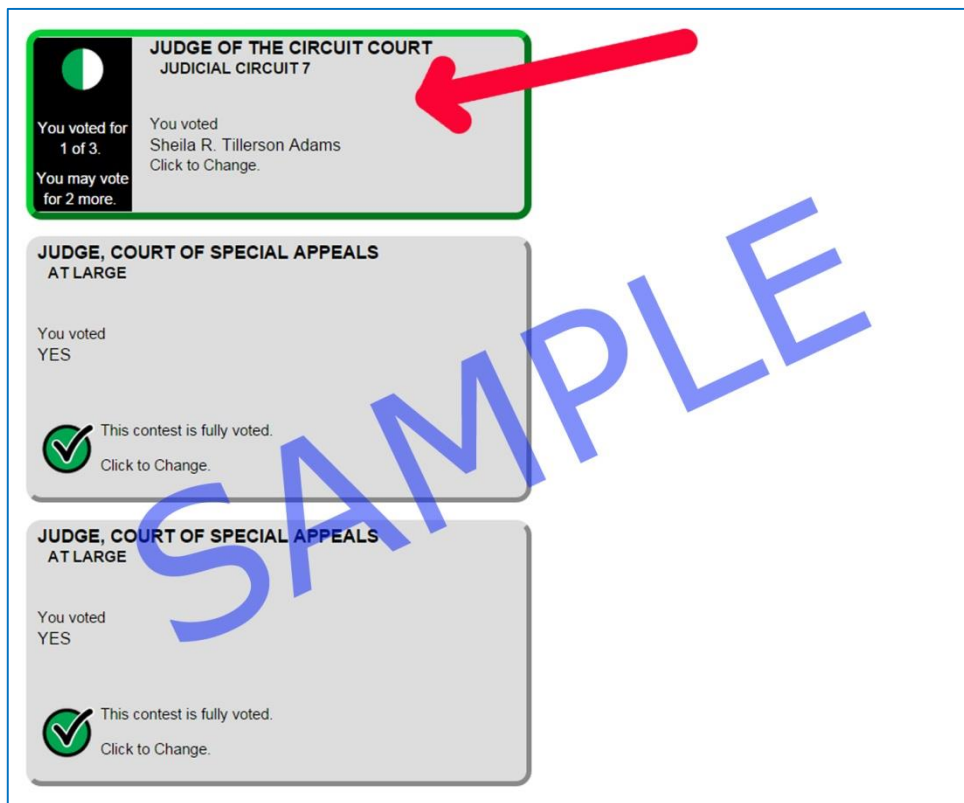 JUDGE OF THE CIRCUIT COURT
JUDICIAL CIRCUIT 7
You voted for
1 of 3.
You may vote
for 2 more.
You voted
Sheila R. Tillerson Adams
Click to Change.
JUDGE, COURT OF SPECIAL APPEALS
AT LARGE
You voted
YES
This contest is fully voted.
Click to Change.
JUDGE, COURT OF SPECIAL APPEALS
AT LARGE
You voted
YES
This contest is fully voted.
Click to Change.
SAMPLE